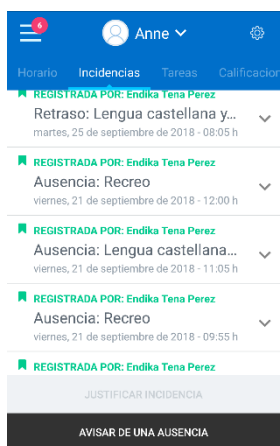 6
Anne
Horario Incidencias Tareas Calificacion
REGISTRADA POR: Endika Tena Perez
Retraso: Lengua castellana y...
martes, 25 de septiembre de 2018 - 08:05 h
REGISTRADA POR: Endika Tena Perez
Ausencia: Recreo
viernes, 21 de septiembre de 2018 - 12:00 h
REGISTRADA POR: Endika Tena Perez
Ausencia: Lengua castellana...
viernes, 21 de septiembre de 2018 - 11:05 h
REGISTRADA POR: Endika Tena Perez
Ausencia: Recreo
viernes, 21 de septiembre de 2018 - 09:55 h
REGISTRADA POR: Endika Tena Perez
JUSTIFICAR INCIDENCIA
AVISAR DE UNA AUSENCIA